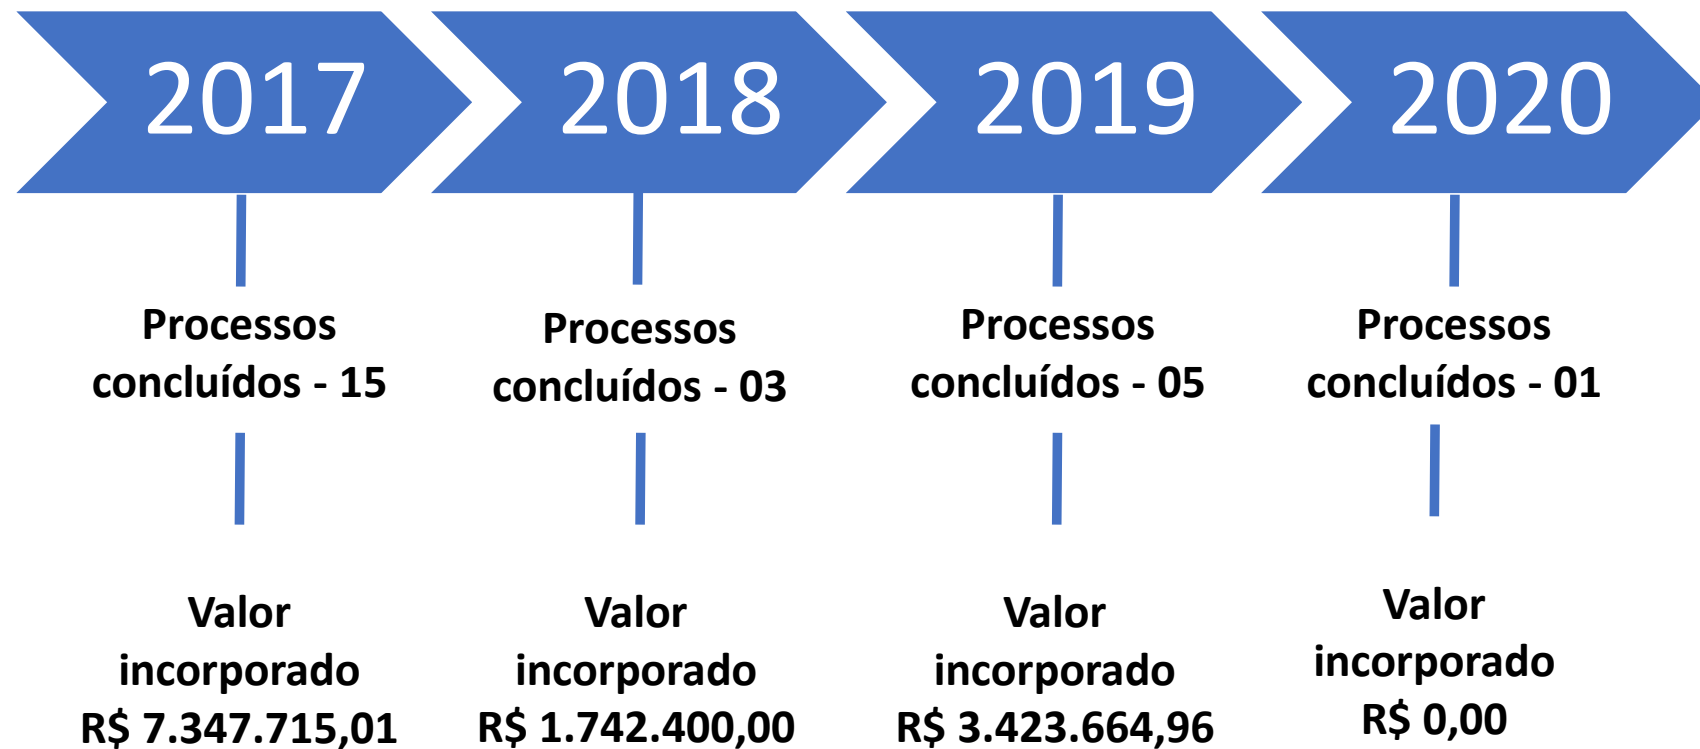 2017
2018
2019
2020
Processos
concluídos - 15
Processos
concluídos - 03
Processos
concluídos - 05
Processos
concluídos - 01
Valor
incorporado
R$ 7.347.715,01
Valor
incorporado
R$ 1.742.400,00
Valor
incorporado
R$ 3.423.664,96
Valor
incorporado
R$ 0,00